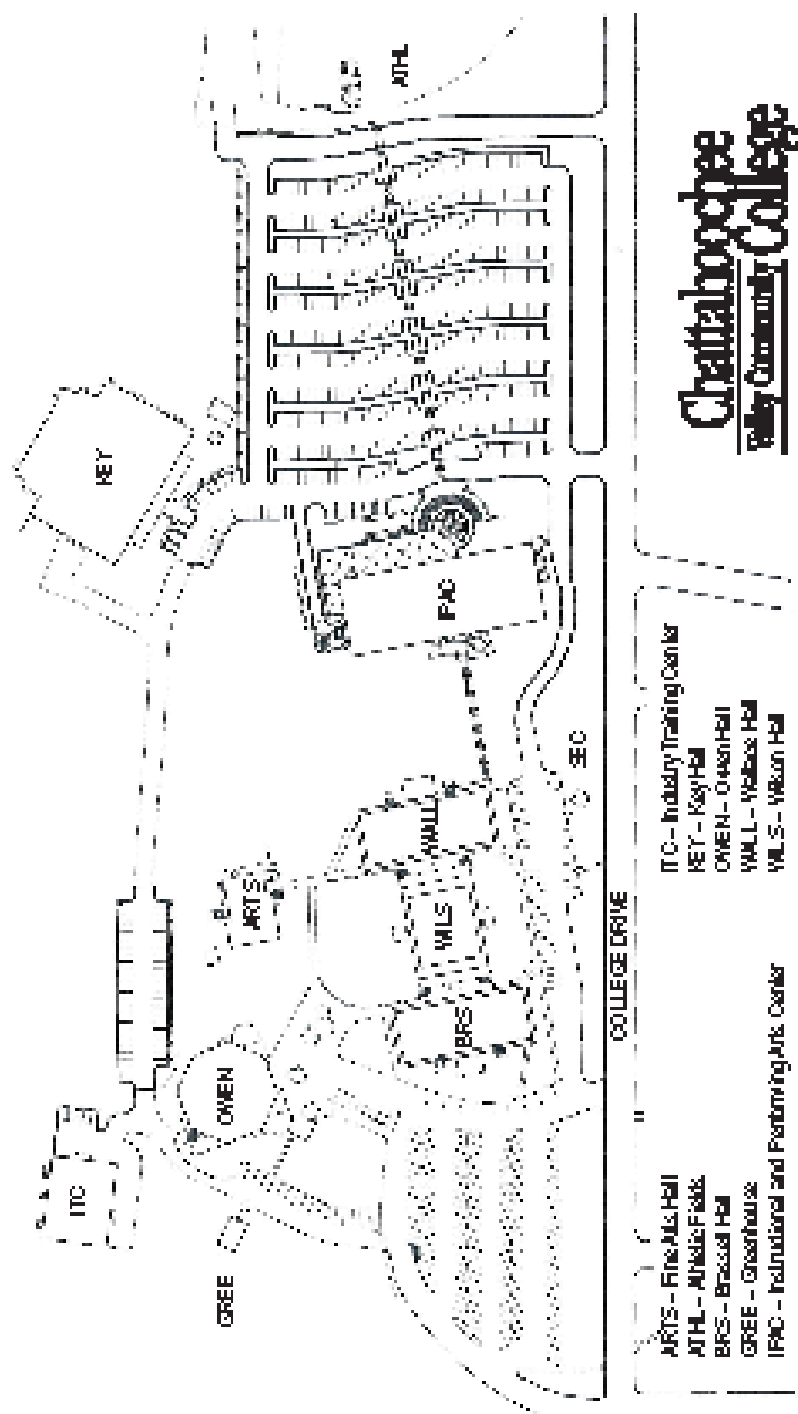 ITC
GREE
OWEN
ARTS
KEY
BRS
WILS
WALL
IPAC
ATHL
COLLEGE DRIVE
ARTS – Fine Arts Hall
ATHL – Athletic Fields
BRS – Brassell Hall
GREE – Greenhouse
IPAC – Instructional and Performing Arts Center
ITC – Industry Training Center
KEY – Key Hall
OWEN – Owen Hall
WALL – Wallace Hall
WILS – Wilson Hall
Chattahoochee
Valley Community College